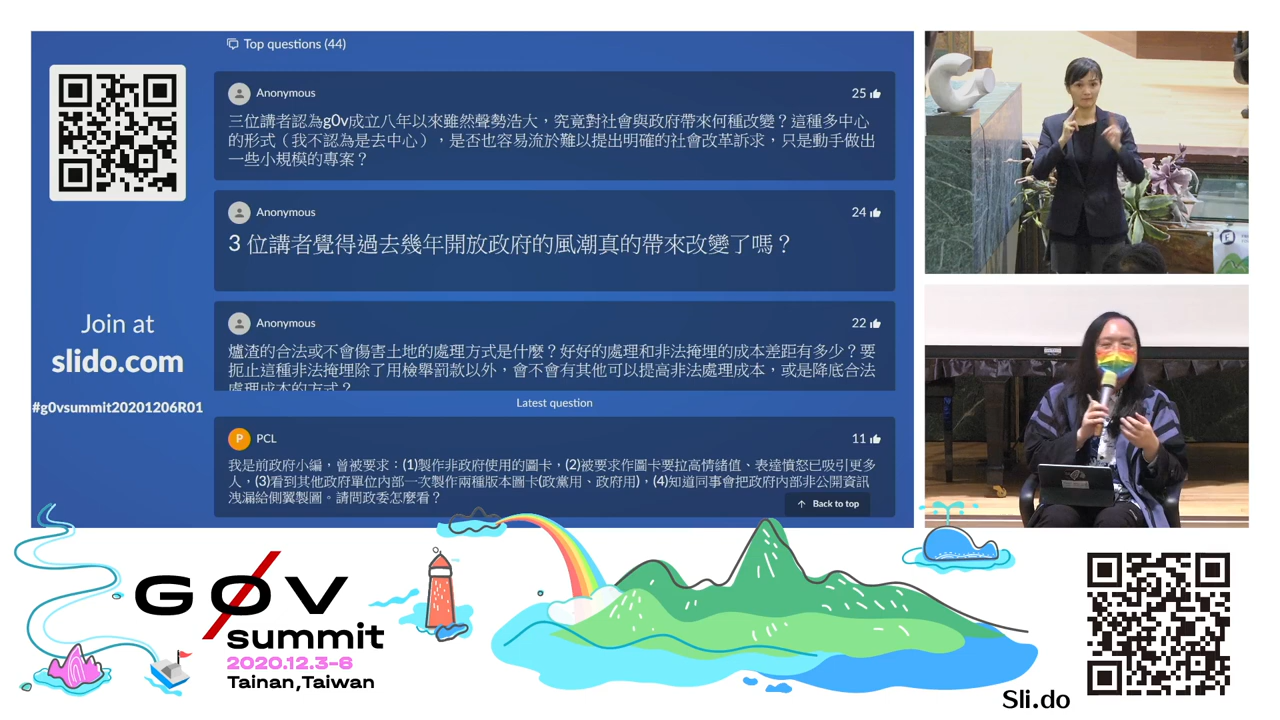 Top questions (44)
Anonymous
25
三位講者認為g0v成立八年以來雖然聲勢浩大，究竟對社會與政府帶來何種改變？這種多中心
的形式（我不認為是去中心），是否也容易流於難以提出明確的社會改革訴求，只是動手做出
一些小規模的專案？
Anonymous
24
3 位講者覺得過去幾年開放政府的風潮真的帶來改變了嗎？
Anonymous
22
爐渣的合法或不會傷害土地的處理方式是什麼？好好的處理和非法掩埋的成本差距有多少？要
扼止這種非法掩埋除了用檢舉罰款以外，會不會有其他可以提高非法處理成本，或是降底合法
處理成本的方式？
Latest question
P
PCL
11
我是前政府小編，曾被要求：(1)製作非政府使用的圖卡，(2)被要求作圖卡要拉高情緒值、表達憤怒已吸引更多
人，(3)看到其他政府單位內部一次製作兩種版本圖卡(政黨用、政府用)，(4)知道同事會把政府內部非公開資訊
洩漏給側翼製圖。請問政委怎麼看？
Back to top
Join at
slido.com
#g0vsummit20201206R01
G0V
summit
2020.12.3-6
Tainan,Taiwan
Sli.do